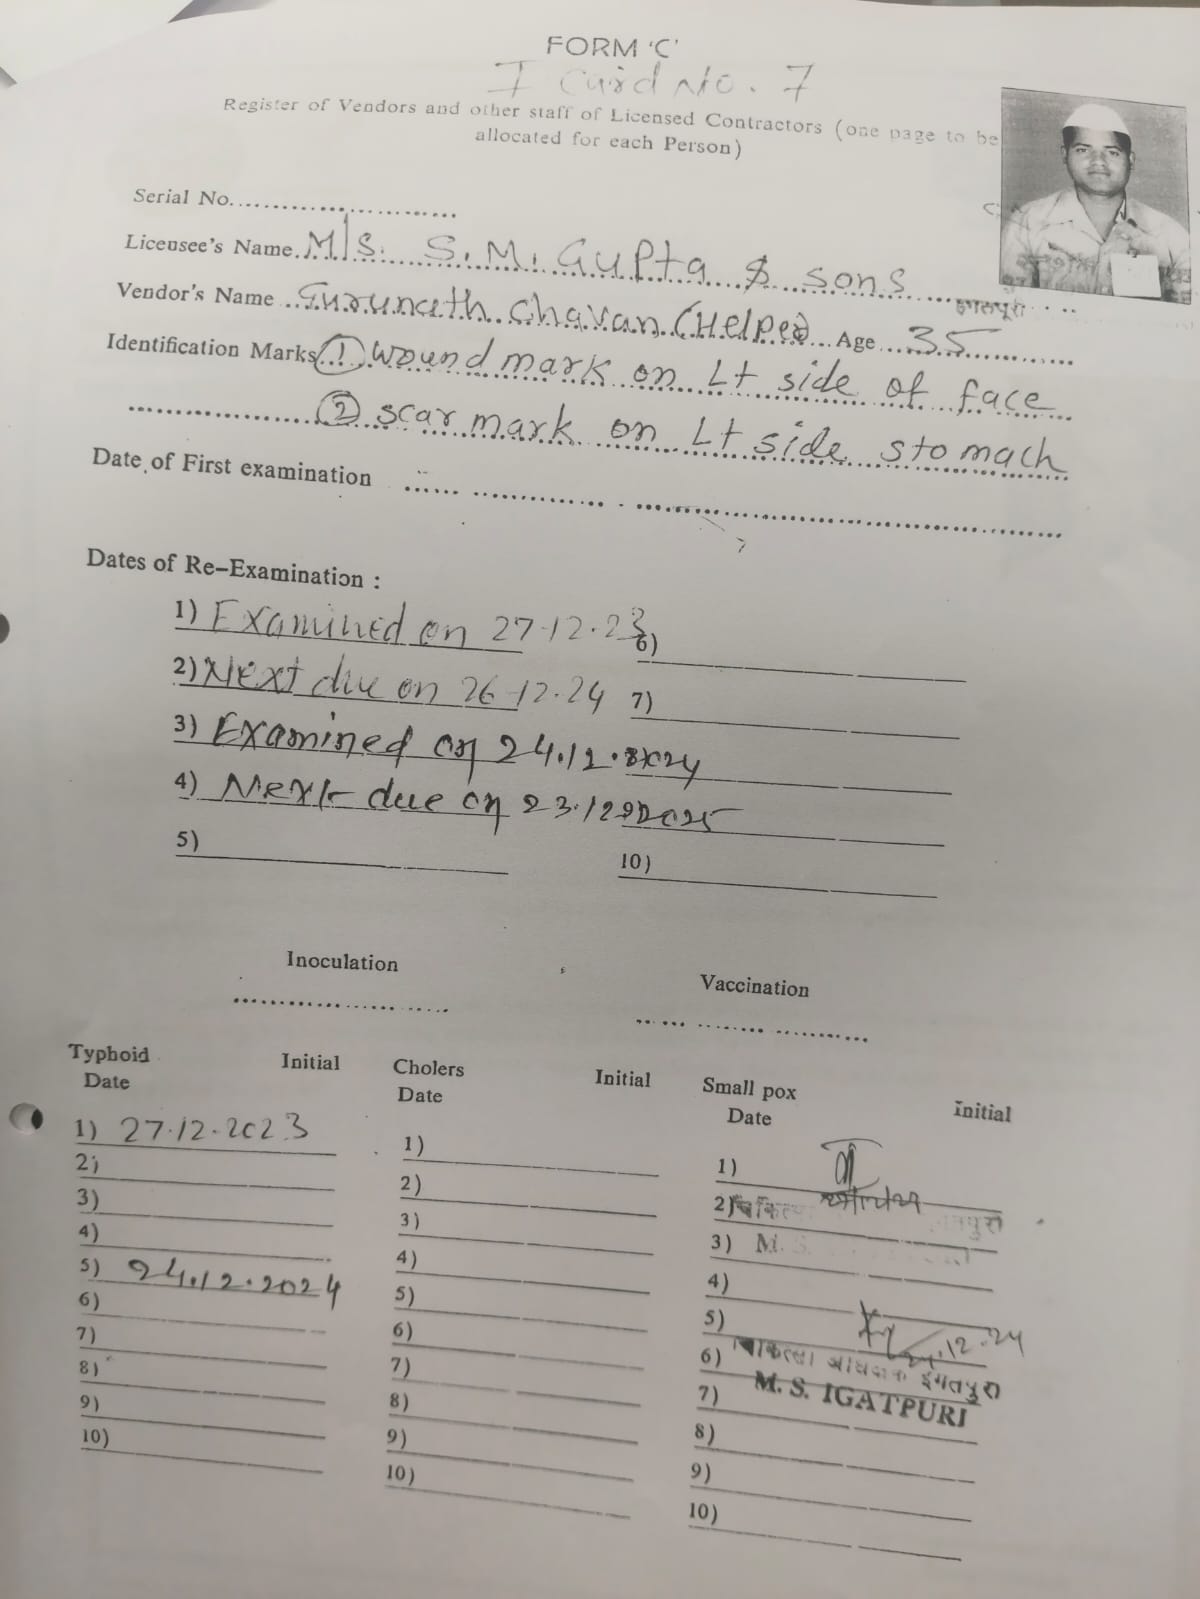 FORM 'C'
I Card No. 7
Register of Vendors and other staff of Licensed Contractors (one page to be
allocated for each Person)
Serial No.
Licensee's Name. M/s. S. M. Gupta & sons
इगतपुरी
Vendor's Name Gurunath Chavan (Helper) Age 35
Identification Marks (1) wound mark on Lt side of face
(2) scar mark on Lt side stomach
Date of First examination
Dates of Re-Examination :
1) Examined on 27.12.23 6)
2) Next due on 26-12-24 7)
3) Examined on 24.12.2024
4) Next due on 23.12.2025
5) 10)
Inoculation Vaccination
Typhoid Initial Cholers Initial Small pox Initial
Date Date Date
1) 27.12.2023 1) 1)
2) 2) 2) चिकित्सा
3) 3) 3) M. S.
4) 4) 4)
5) 24.12.2024 5) 5) 12.24
6) 6) 6) चिकित्सा अधीक्षक इगतपुरी
7) 7) 7) M. S. IGATPURI
8) 8) 8)
9) 9) 9)
10) 10) 10)